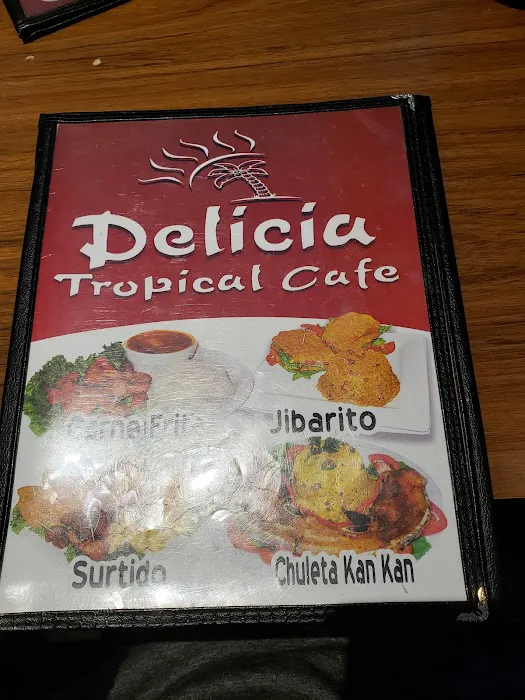 Delicia
Tropical Cafe
Carne Frita
Jibarito
Surtido
Chuleta Kan Kan